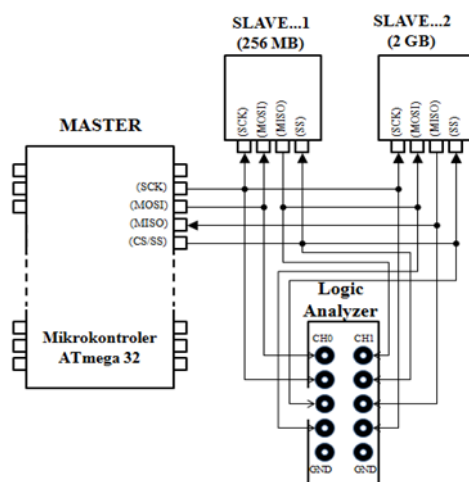 SLAVE...1
(256 MB)
SLAVE...2
(2 GB)
(SCK)
(MOSI)
(MISO)
(SS)
(SCK)
(MOSI)
(MISO)
(SS)
MASTER
(SCK)
(MOSI)
(MISO)
(CS/SS)
Mikrokontroler
ATmega 32
Logic
Analyzer
CH0 CH1
GND GND